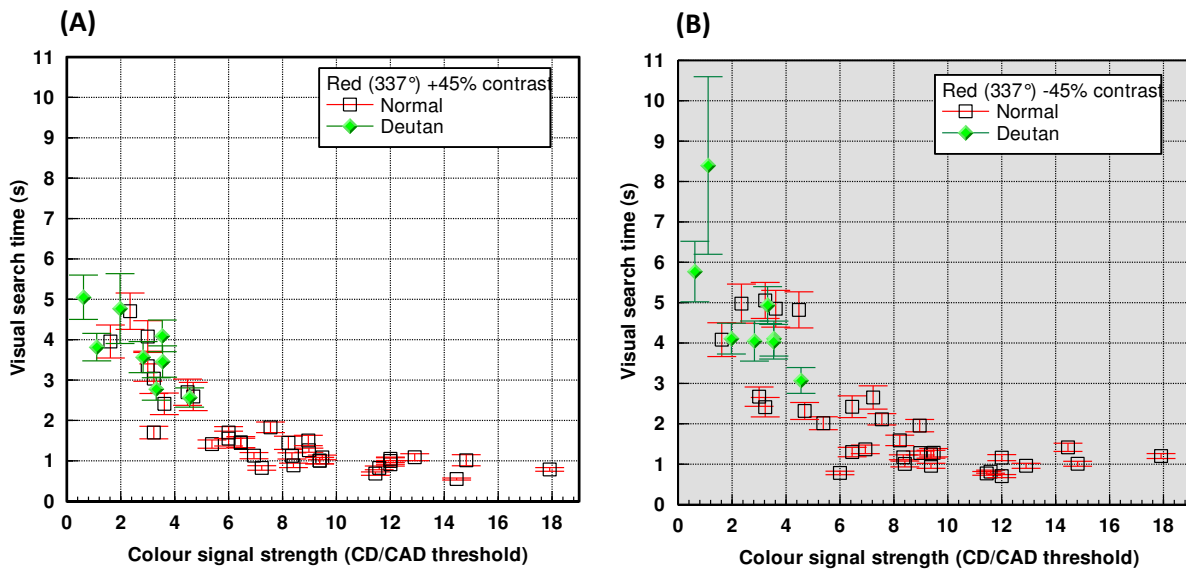 (A)
(B)
11
10
9
8
7
6
5
4
3
2
1
0
Visual search time (s)
Red (337°) +45% contrast
Normal
Deutan
0 2 4 6 8 10 12 14 16 18
Colour signal strength (CD/CAD threshold)
11
10
9
8
7
6
5
4
3
2
1
0
Visual search time (s)
Red (337°) -45% contrast
Normal
Deutan
0 2 4 6 8 10 12 14 16 18
Colour signal strength (CD/CAD threshold)